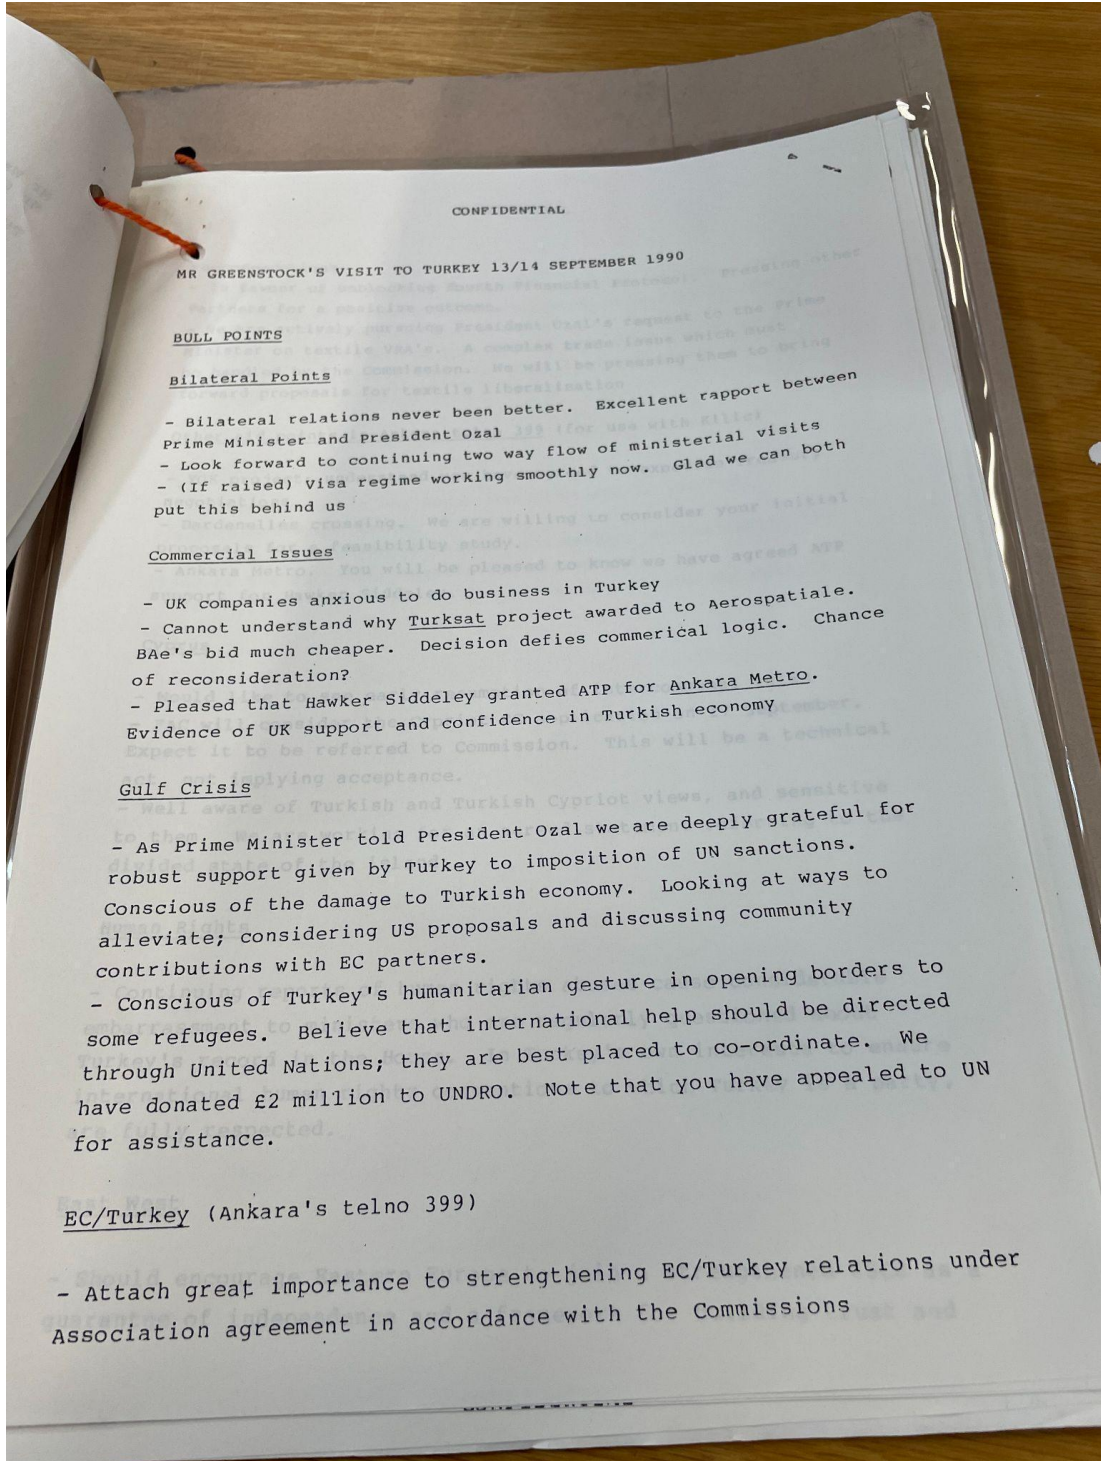 CONFIDENTIAL
MR GREENSTOCK'S VISIT TO TURKEY 13/14 SEPTEMBER 1990
BULL POINTS
Bilateral Points
- Bilateral relations never been better. Excellent rapport between
Prime Minister and President Ozal
- Look forward to continuing two way flow of ministerial visits
- (If raised) Visa regime working smoothly now. Glad we can both
put this behind us
Commercial Issues
- UK companies anxious to do business in Turkey
- Cannot understand why Turksat project awarded to Aerospatiale.
BAe's bid much cheaper. Decision defies commerical logic. Chance
of reconsideration?
- Pleased that Hawker Siddeley granted ATP for Ankara Metro.
Evidence of UK support and confidence in Turkish economy
Gulf Crisis
- As Prime Minister told President Ozal we are deeply grateful for
robust support given by Turkey to imposition of UN sanctions.
Conscious of the damage to Turkish economy. Looking at ways to
alleviate; considering US proposals and discussing community
contributions with EC partners.
- Conscious of Turkey's humanitarian gesture in opening borders to
some refugees. Believe that international help should be directed
through United Nations; they are best placed to co-ordinate. We
have donated £2 million to UNDRO. Note that you have appealed to UN
for assistance.
EC/Turkey (Ankara's telno 399)
- Attach great importance to strengthening EC/Turkey relations under
Association agreement in accordance with the Commissions